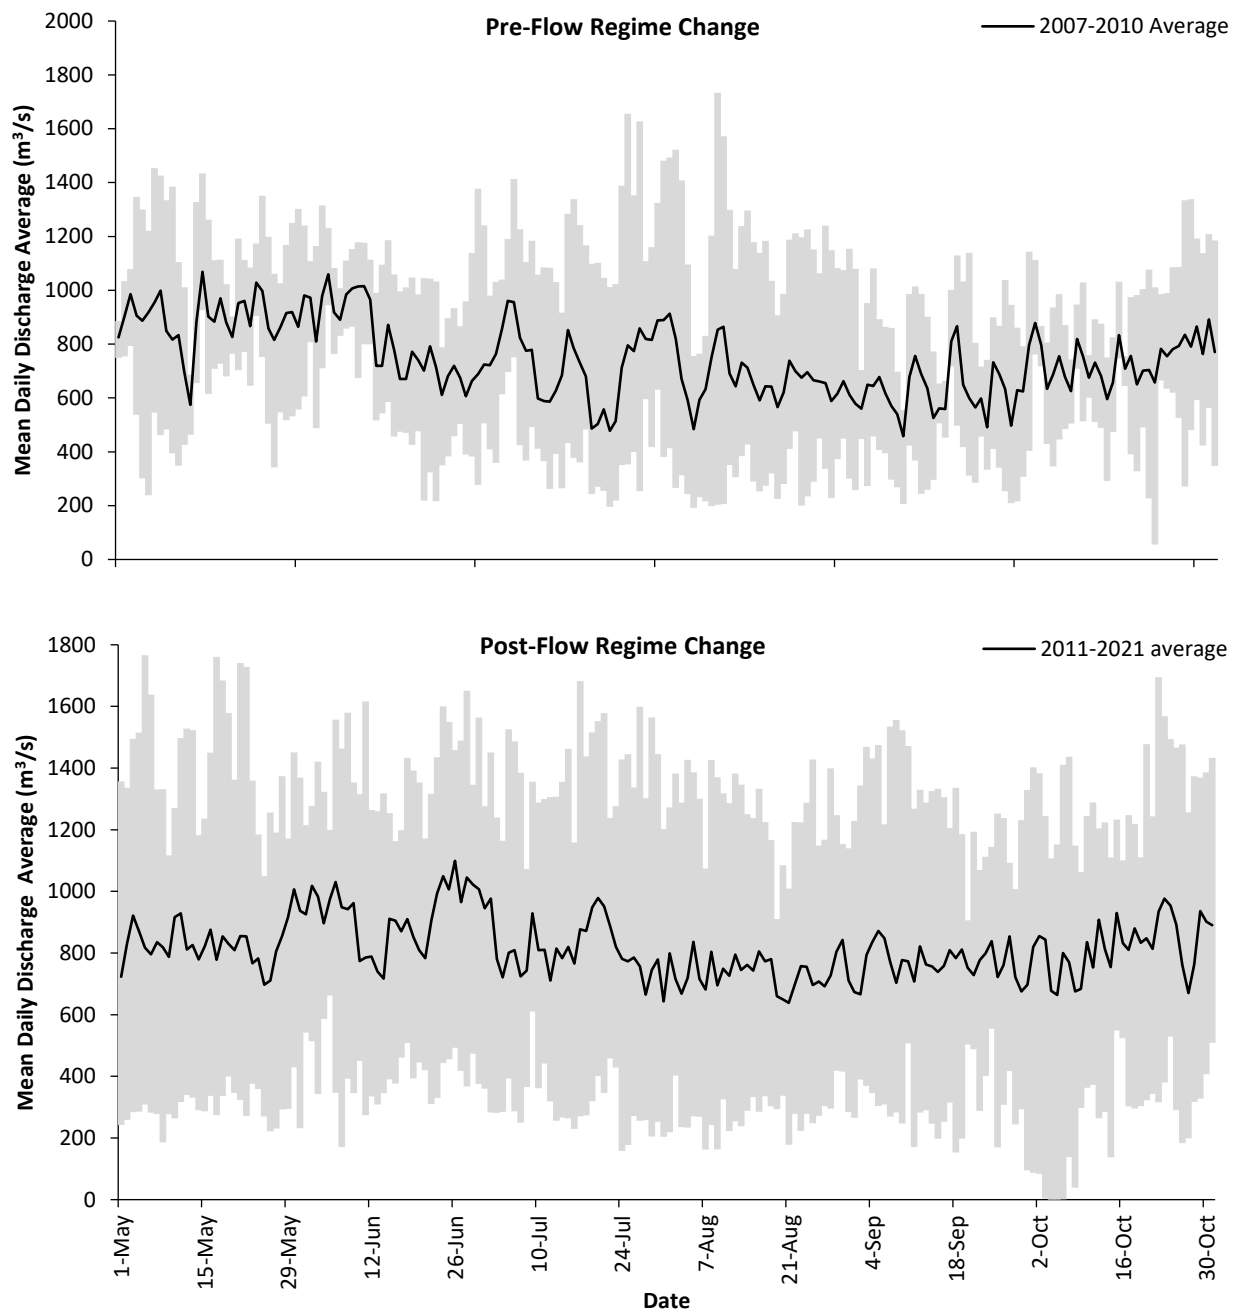 Pre-Flow Regime Change
2007-2010 Average
Mean Daily Discharge Average (m³/s)
2000
1800
1600
1400
1200
1000
800
600
400
200
0
Post-Flow Regime Change
2011-2021 average
Mean Daily Discharge Average (m³/s)
1800
1600
1400
1200
1000
800
600
400
200
0
1-May
15-May
29-May
12-Jun
26-Jun
10-Jul
24-Jul
7-Aug
21-Aug
4-Sep
18-Sep
2-Oct
16-Oct
30-Oct
Date